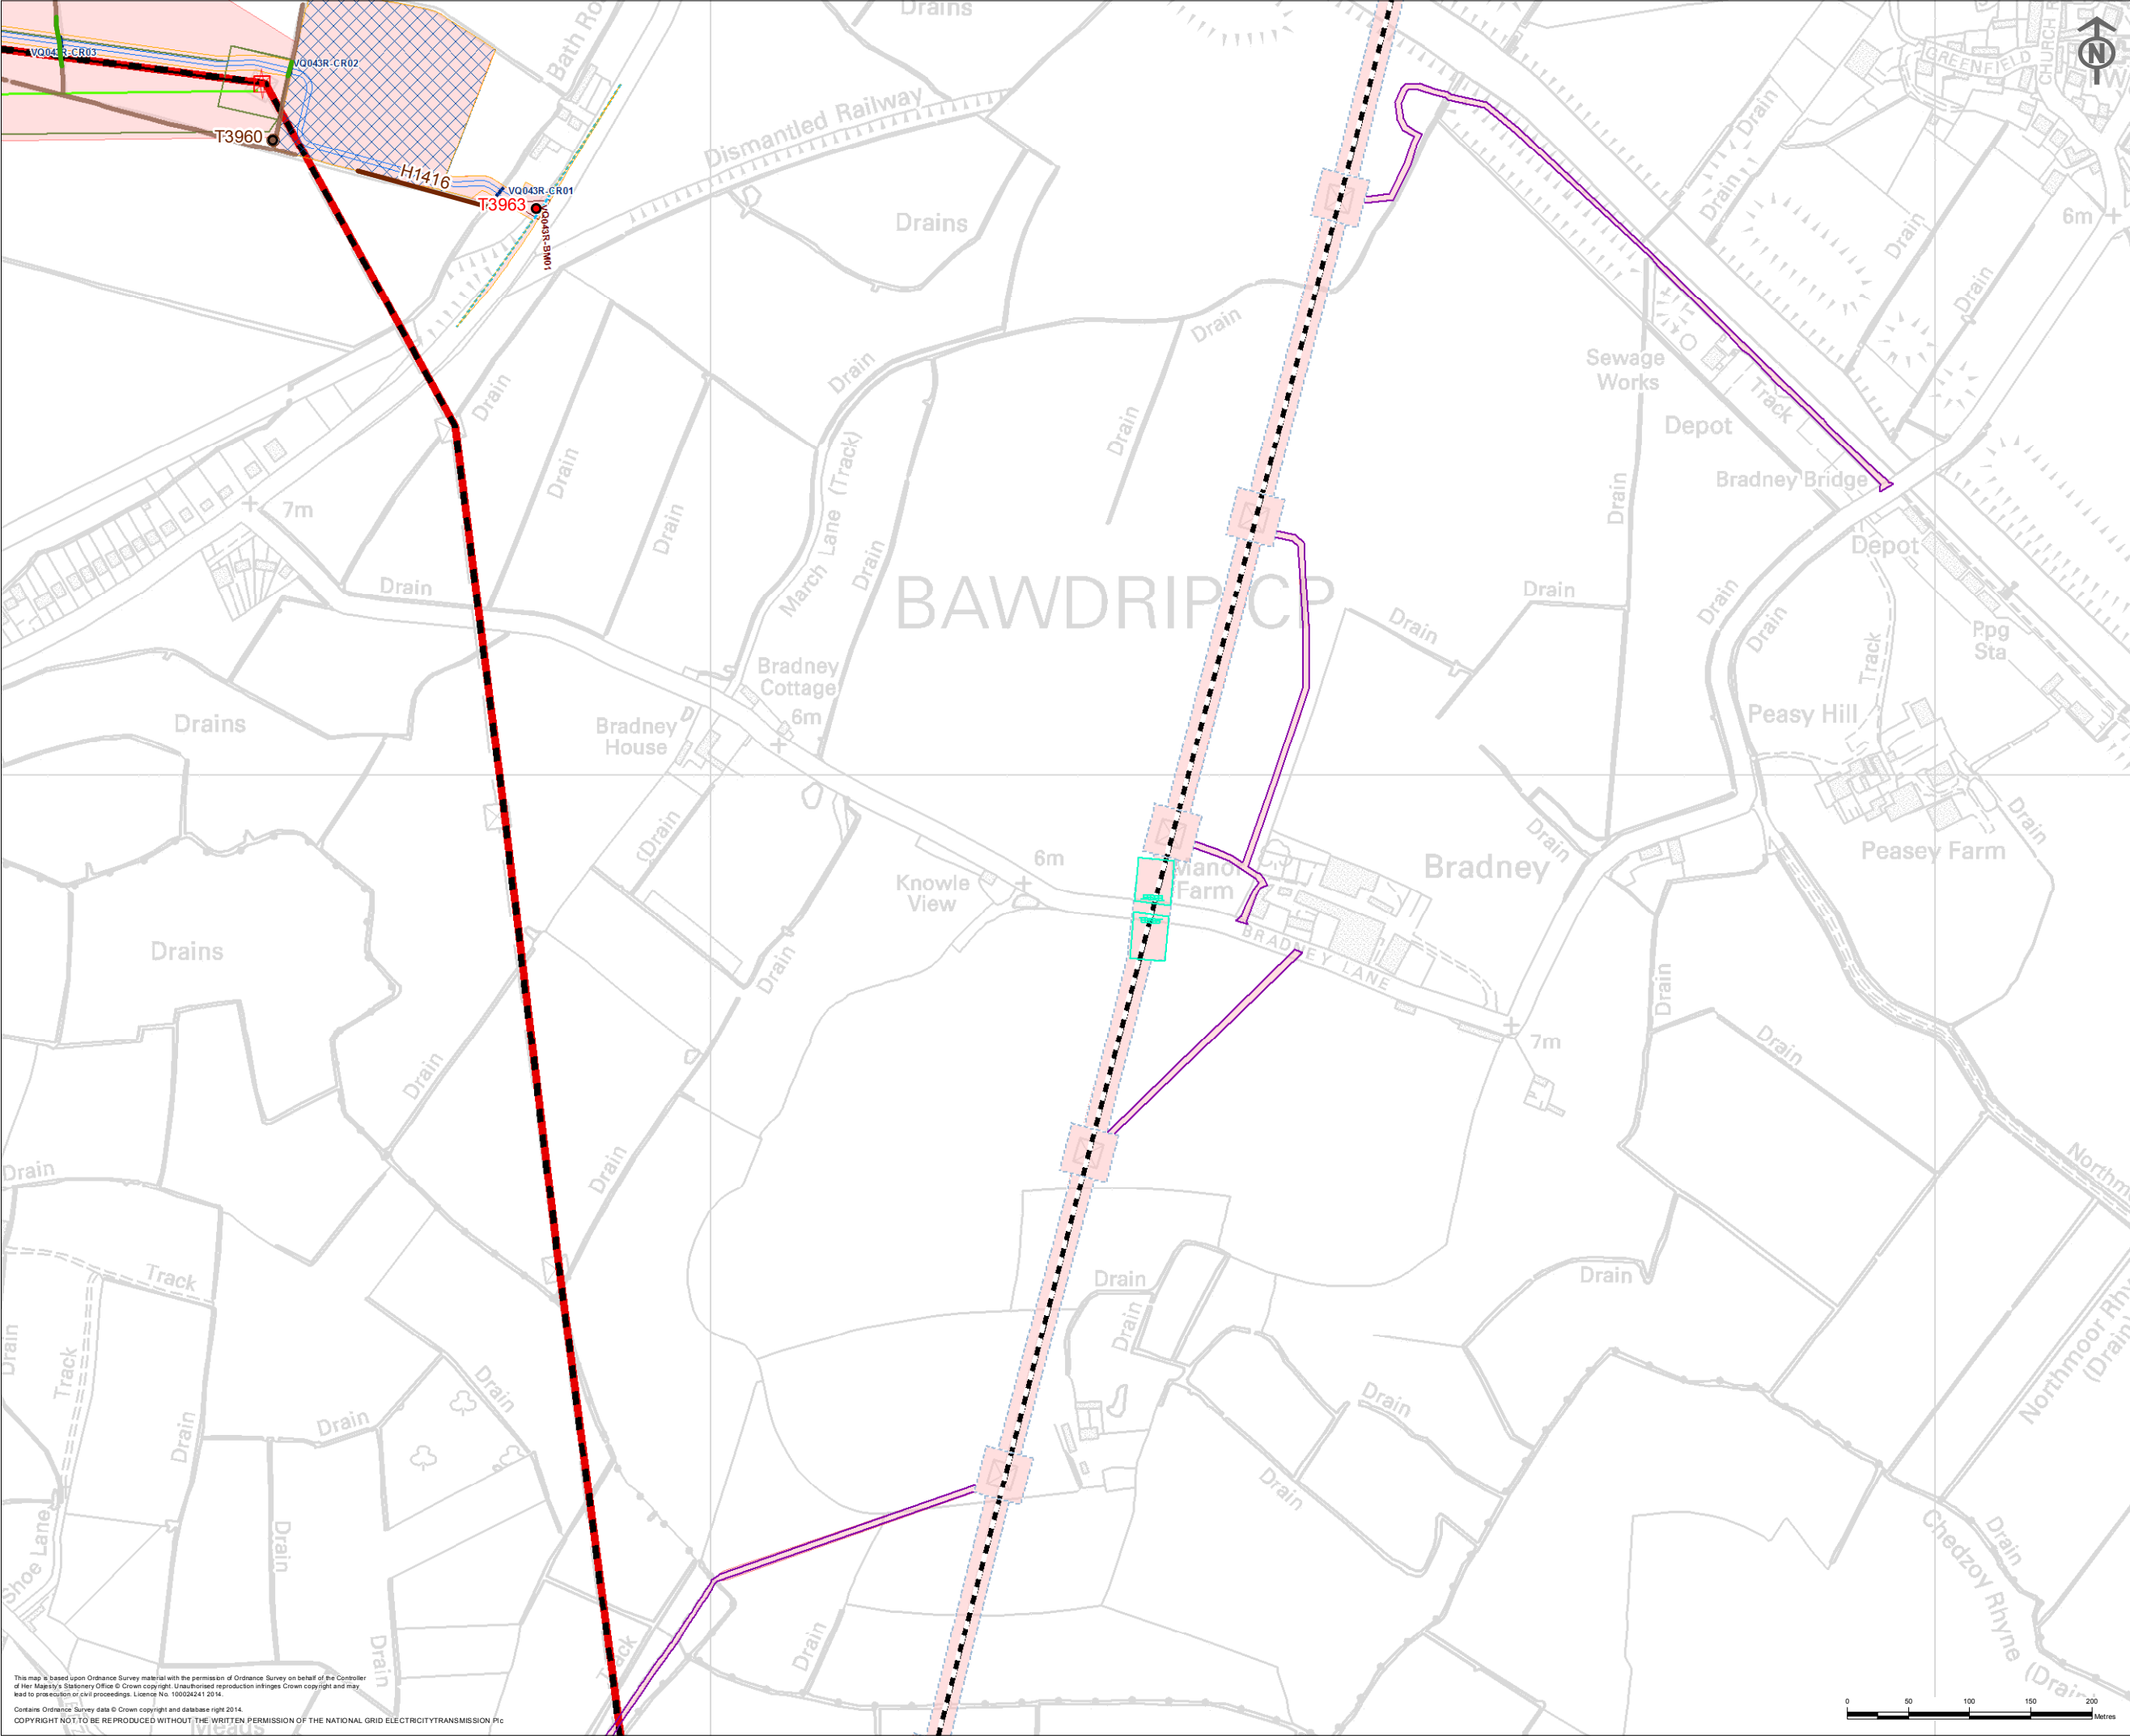 Drains
Bath Ro
GREENFIELD
CHURCH R
N
VQ043R-CR03
VQ043R-CR02
Dismantled Railway
Drain
T3960
H1416
VQ043R-CR01
T3963
VQ043R-BM01
Drains
Drain
6m
Drain
Drain
Drain
Drain
Drain
Sewage
Works
Track
Depot
Drain
Drain
Drain
7m
Drain
March Lane (Track)
Drain
Bradney Bridge
Drain
Depot
BAWDRIP CP
Drain
Drain
Drain
Drain
Drain
Ppg
Sta
Track
Bradney
Cottage
6m
Drains
Bradney
House
Peasy Hill
(Drain)
Drain
Drain
6m
Manor
Farm
Bradney
Peasey Farm
Knowle
View
BRADNEY LANE
Drains
Drain
Drain
7m
Drain
Drain
Drain
Drain
Northm
Track
Drain
Drain
Drain
Drain
Track
Northmoor Rhy
(Drain)
Drain
Drain
Drain
Drain
Drain
Drain
Shoe Lane
Chedzoy Rhyne (Drain)
Drain
Drain
Drain
Track
Meads
This map is based upon Ordnance Survey material with the permission of Ordnance Survey on behalf of the Controller
of Her Majesty's Stationery Office © Crown copyright. Unauthorised reproduction infringes Crown copyright and may
lead to prosecution or civil proceedings. Licence No. 100024241 2014.
Contains Ordnance Survey data © Crown copyright and database right 2014.
COPYRIGHT NOT TO BE REPRODUCED WITHOUT THE WRITTEN PERMISSION OF THE NATIONAL GRID ELECTRICITYTRANSMISSION Plc
0 50 100 150 200
Metres